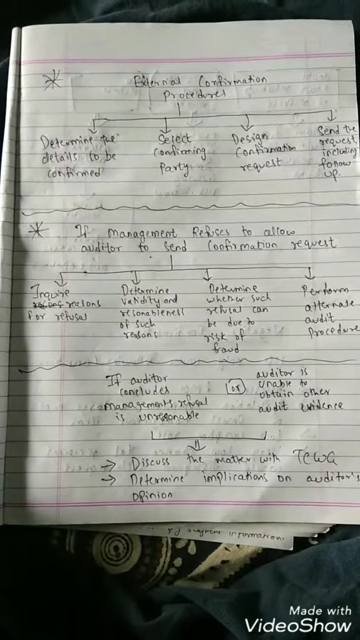 * External Confirmation
Procedures
Determine the
details to be
confirmed
Select
confirming
Party
Design
Confirmation
request
Send the
request
including
follow
up.
* If Management Refuses to allow
auditor to send Confirmation request
Inquire
reasons
for refusal
Determine
Validity and
resonableness
of such
reasons
Determine
whether such
refusal can
be due to
risk of
fraud
Perform
alternate
audit
Procedure
If auditor
concludes
managements refusal
is unresonable
(or)
auditor is
unable to
obtain other
audit evidence
→ Discuss the matter with TCWG
→ Determine implications on auditor's
opinion
Made with
VideoShow